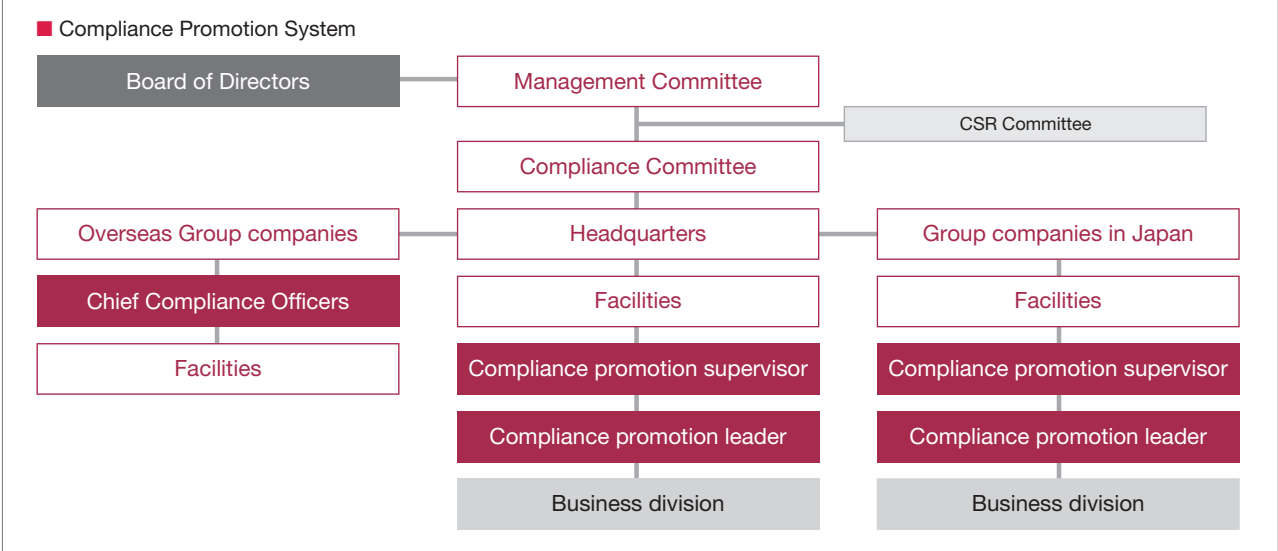 Compliance Promotion System
Board of Directors
Management Committee
CSR Committee
Compliance Committee
Overseas Group companies
Headquarters
Group companies in Japan
Chief Compliance Officers
Facilities
Facilities
Facilities
Compliance promotion supervisor
Compliance promotion supervisor
Compliance promotion leader
Compliance promotion leader
Business division
Business division